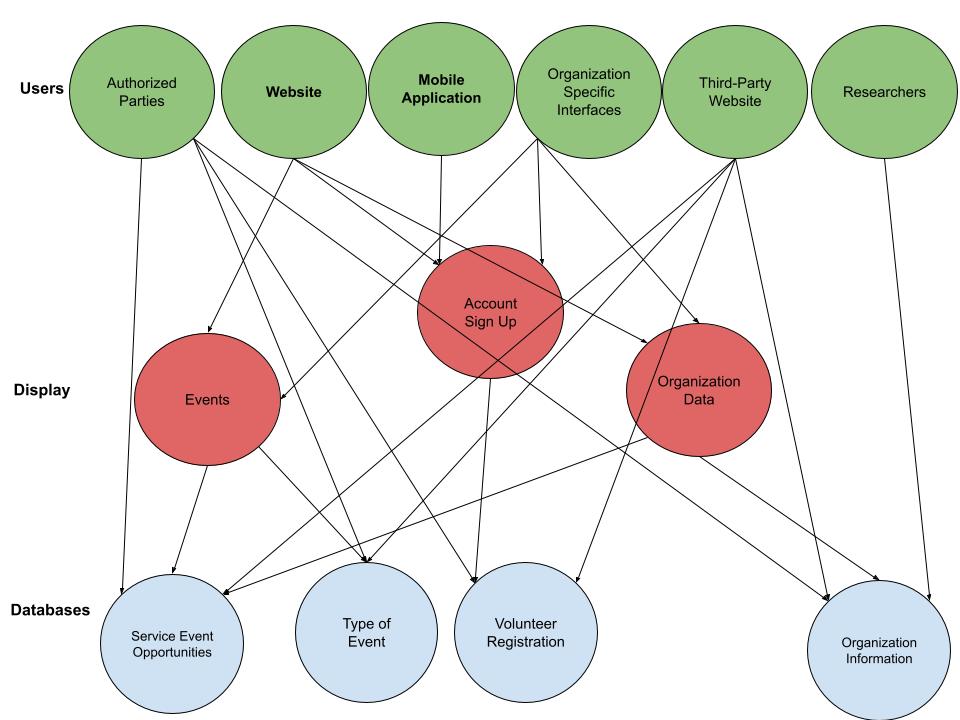 Users
Authorized
Parties
Website
Mobile
Application
Organization
Specific
Interfaces
Third-Party
Website
Researchers
Account
Sign Up
Display
Events
Organization
Data
Databases
Service Event
Opportunities
Type of
Event
Volunteer
Registration
Organization
Information